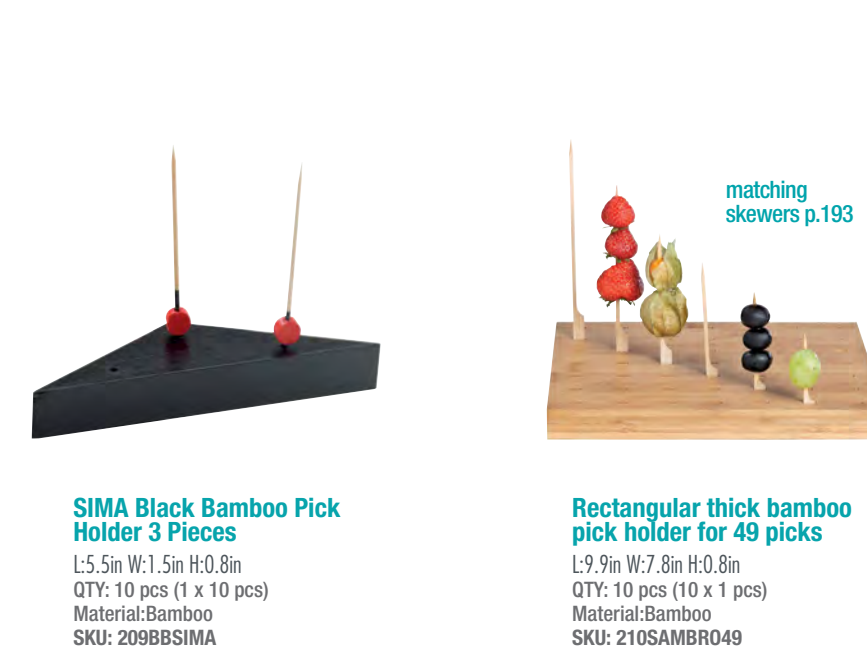 matching
skewers p.193
SIMA Black Bamboo Pick
Holder 3 Pieces
L:5.5in W:1.5in H:0.8in
QTY: 10 pcs (1 x 10 pcs)
Material:Bamboo
SKU: 209BBSIMA
Rectangular thick bamboo
pick holder for 49 picks
L:9.9in W:7.8in H:0.8in
QTY: 10 pcs (10 x 1 pcs)
Material:Bamboo
SKU: 210SAMBRO49